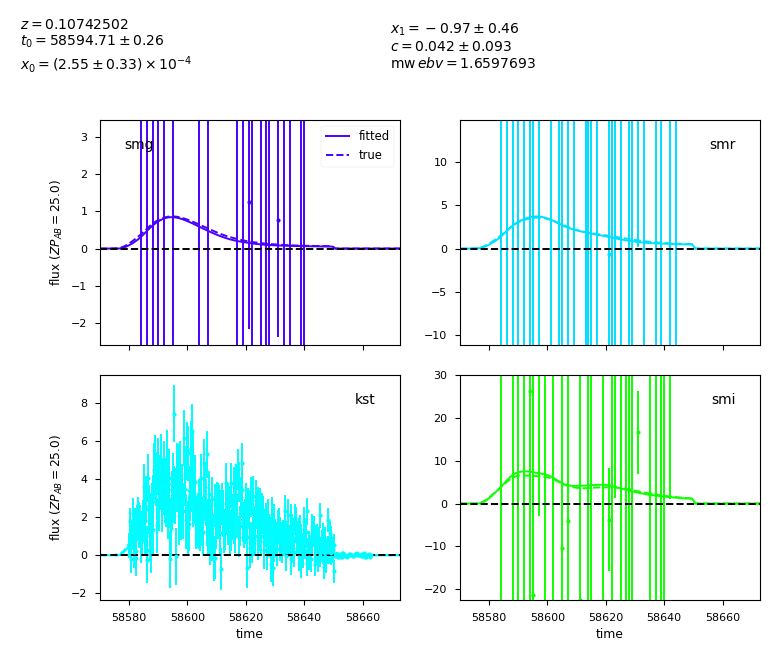 z = 0.10742502
t₀ = 58594.71 ± 0.26
x₀ = (2.55 ± 0.33) × 10⁻⁴
x₁ = −0.97 ± 0.46
c = 0.042 ± 0.093
mw ebv = 1.6597693
smg
fitted
true
3
2
1
0
−1
−2
flux (ZP_AB = 25.0)
smr
10
5
0
−5
−10
kst
8
6
4
2
0
−2
flux (ZP_AB = 25.0)
58580 58600 58620 58640 58660
time
smi
30
20
10
0
−10
−20
58580 58600 58620 58640 58660
time